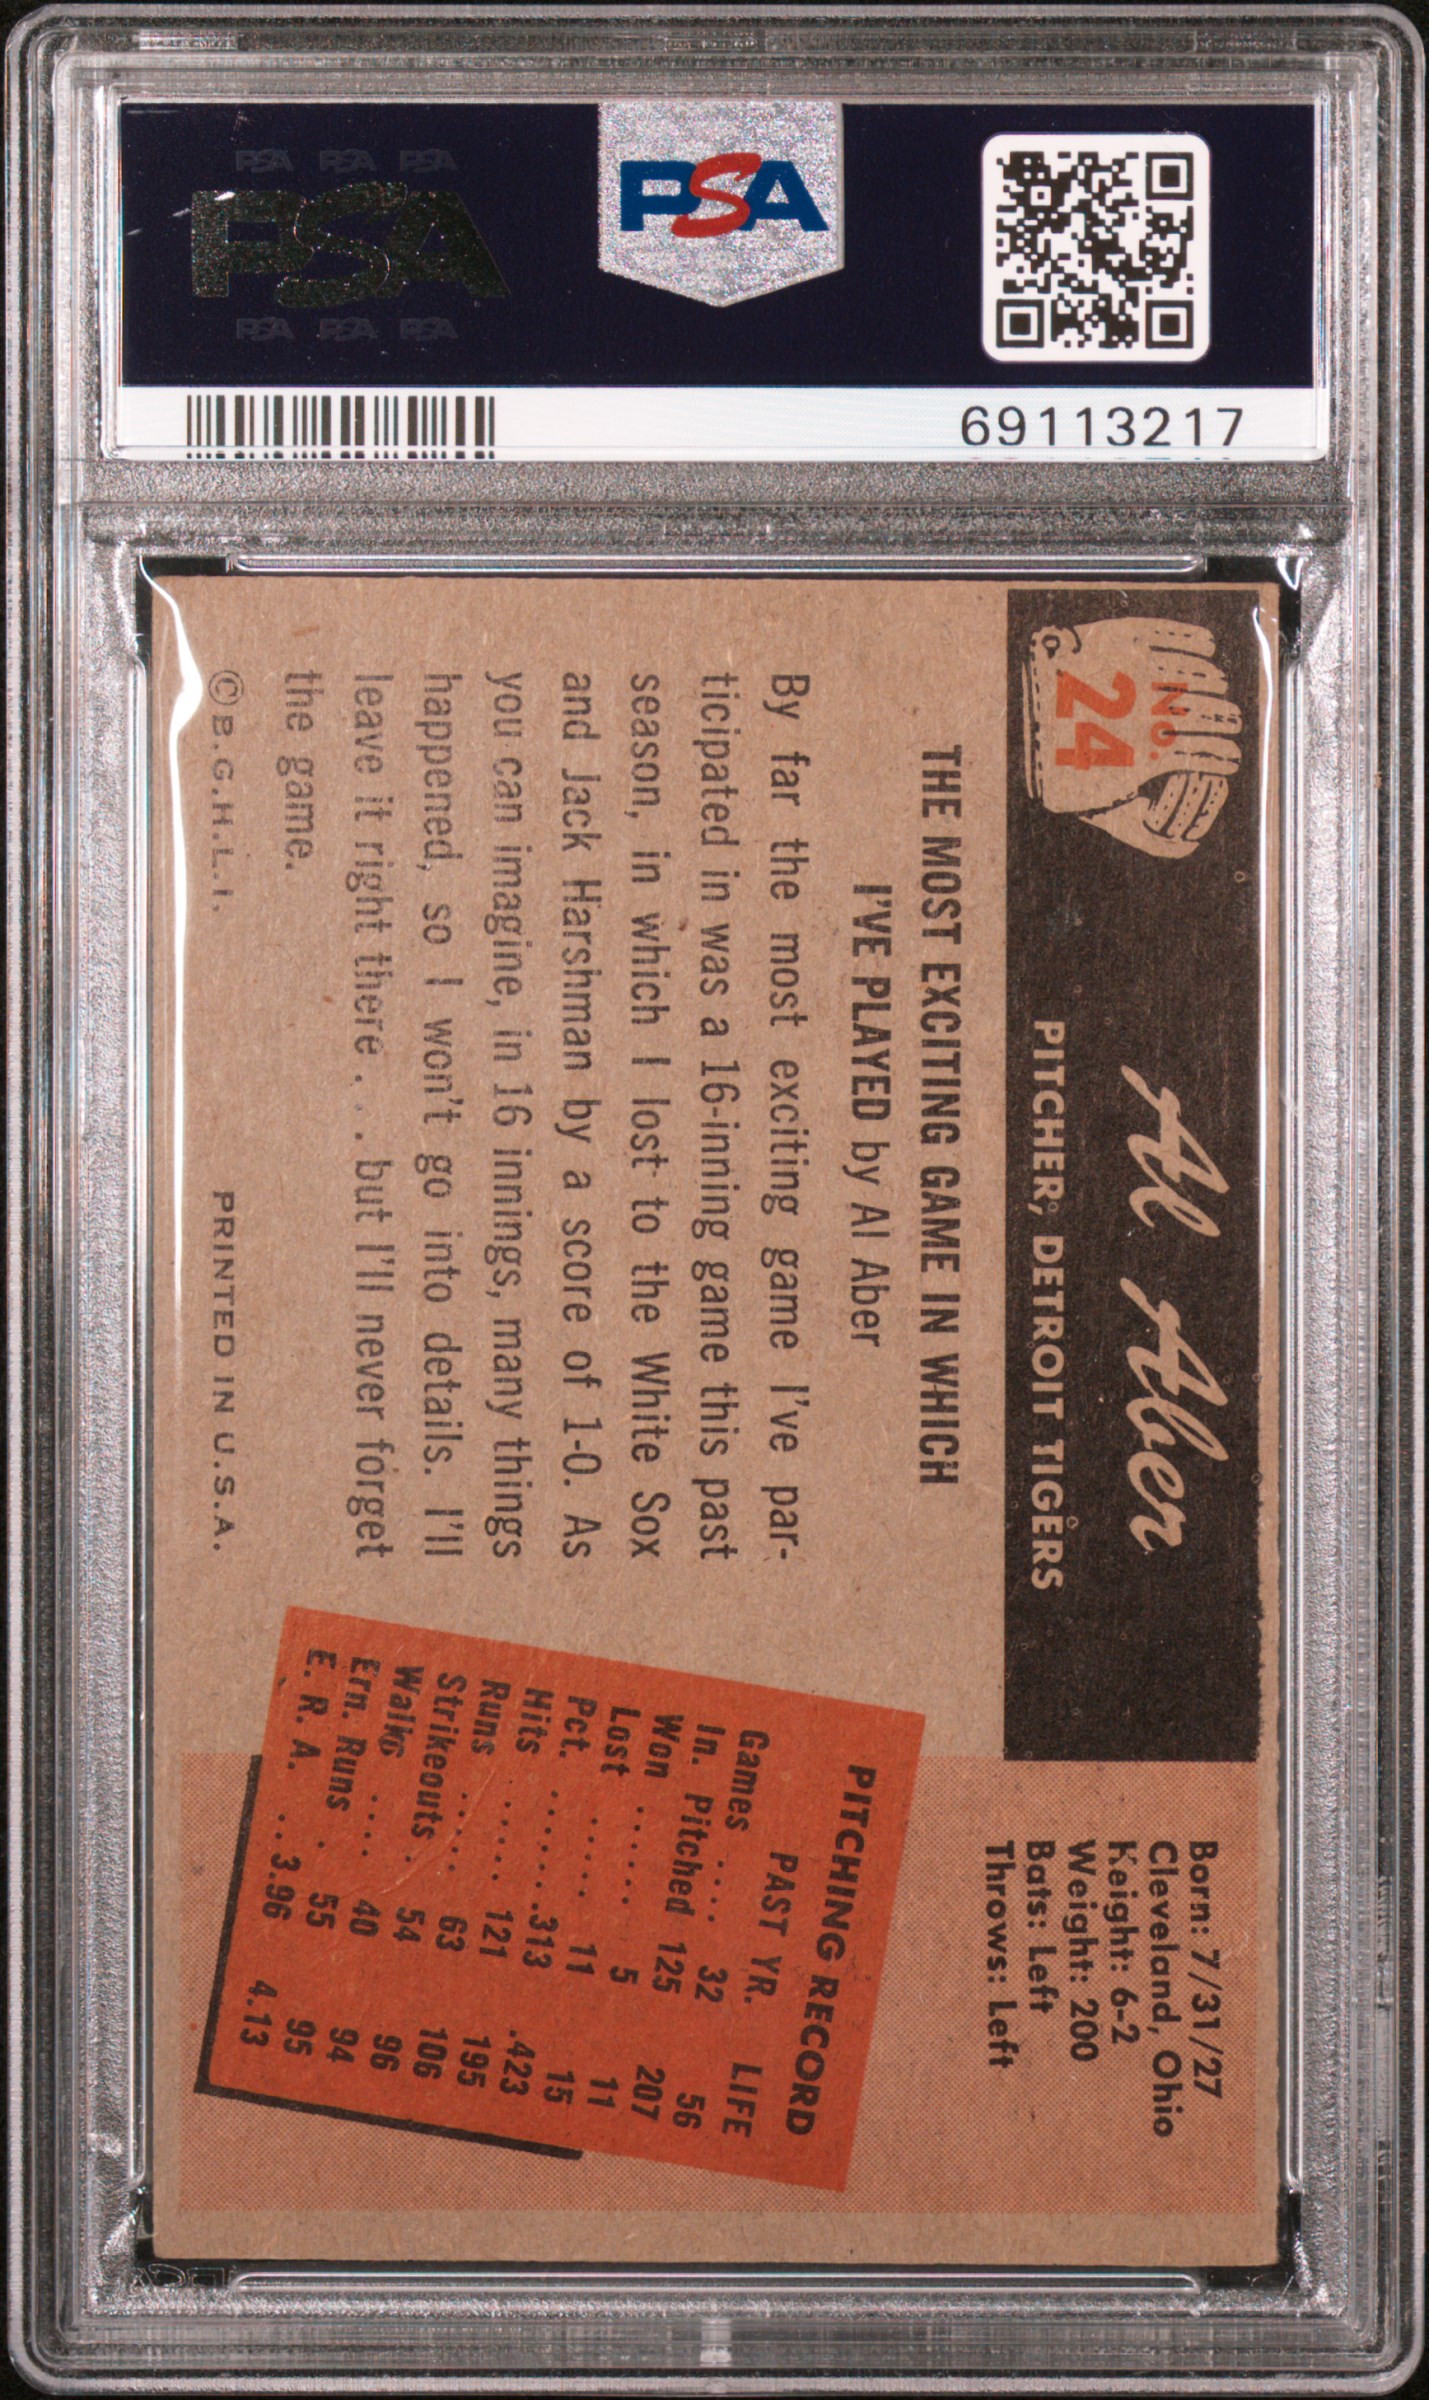 PSA PSA PSA
PSA
PSA PSA PSA
PSA
69113217
No.
24
Al Aber
PITCHER, DETROIT TIGERS
Born: 7/31/27
Cleveland, Ohio
Height: 6-2
Weight: 200
Bats: Left
Throws: Left
THE MOST EXCITING GAME IN WHICH
I'VE PLAYED by Al Aber
By far the most exciting game I've par-
ticipated in was a 16-inning game this past
season, in which I lost to the White Sox
and Jack Harshman by a score of 1-0. As
you can imagine, in 16 innings, many things
happened, so I won't go into details. I'll
leave it right there . . . but I'll never forget
the game.
© B.G.H.L.I. PRINTED IN U.S.A.
PITCHING RECORD
PAST YR. LIFE
Games .... 32 56
In. Pitched 125 207
Won ...... 5 11
Lost ..... 11 15
Pct. .......313 .423
Hits ..... 121 195
Runs ..... 63 106
Strikeouts . 54 96
Walks .... 40 94
Ern. Runs . 55 95
E. R. A. ...3.96 4.13